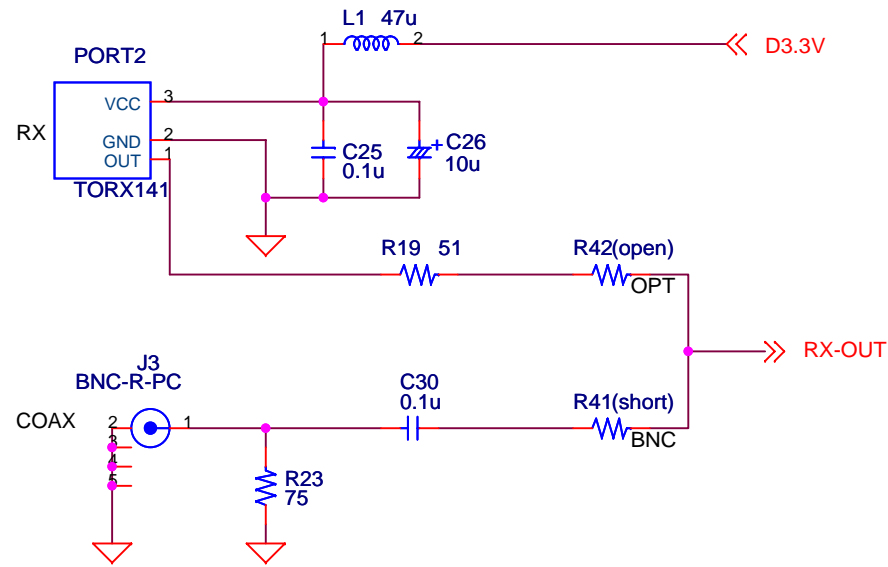 L1 47u
1
2
D3.3V
PORT2
VCC
3
RX
GND
2
OUT
1
TORX141
C25
0.1u
+
C26
10u
R19 51
R42(open)
OPT
RX-OUT
J3
BNC-R-PC
COAX
2
1
3
4
5
C30
0.1u
R41(short)
BNC
R23
75